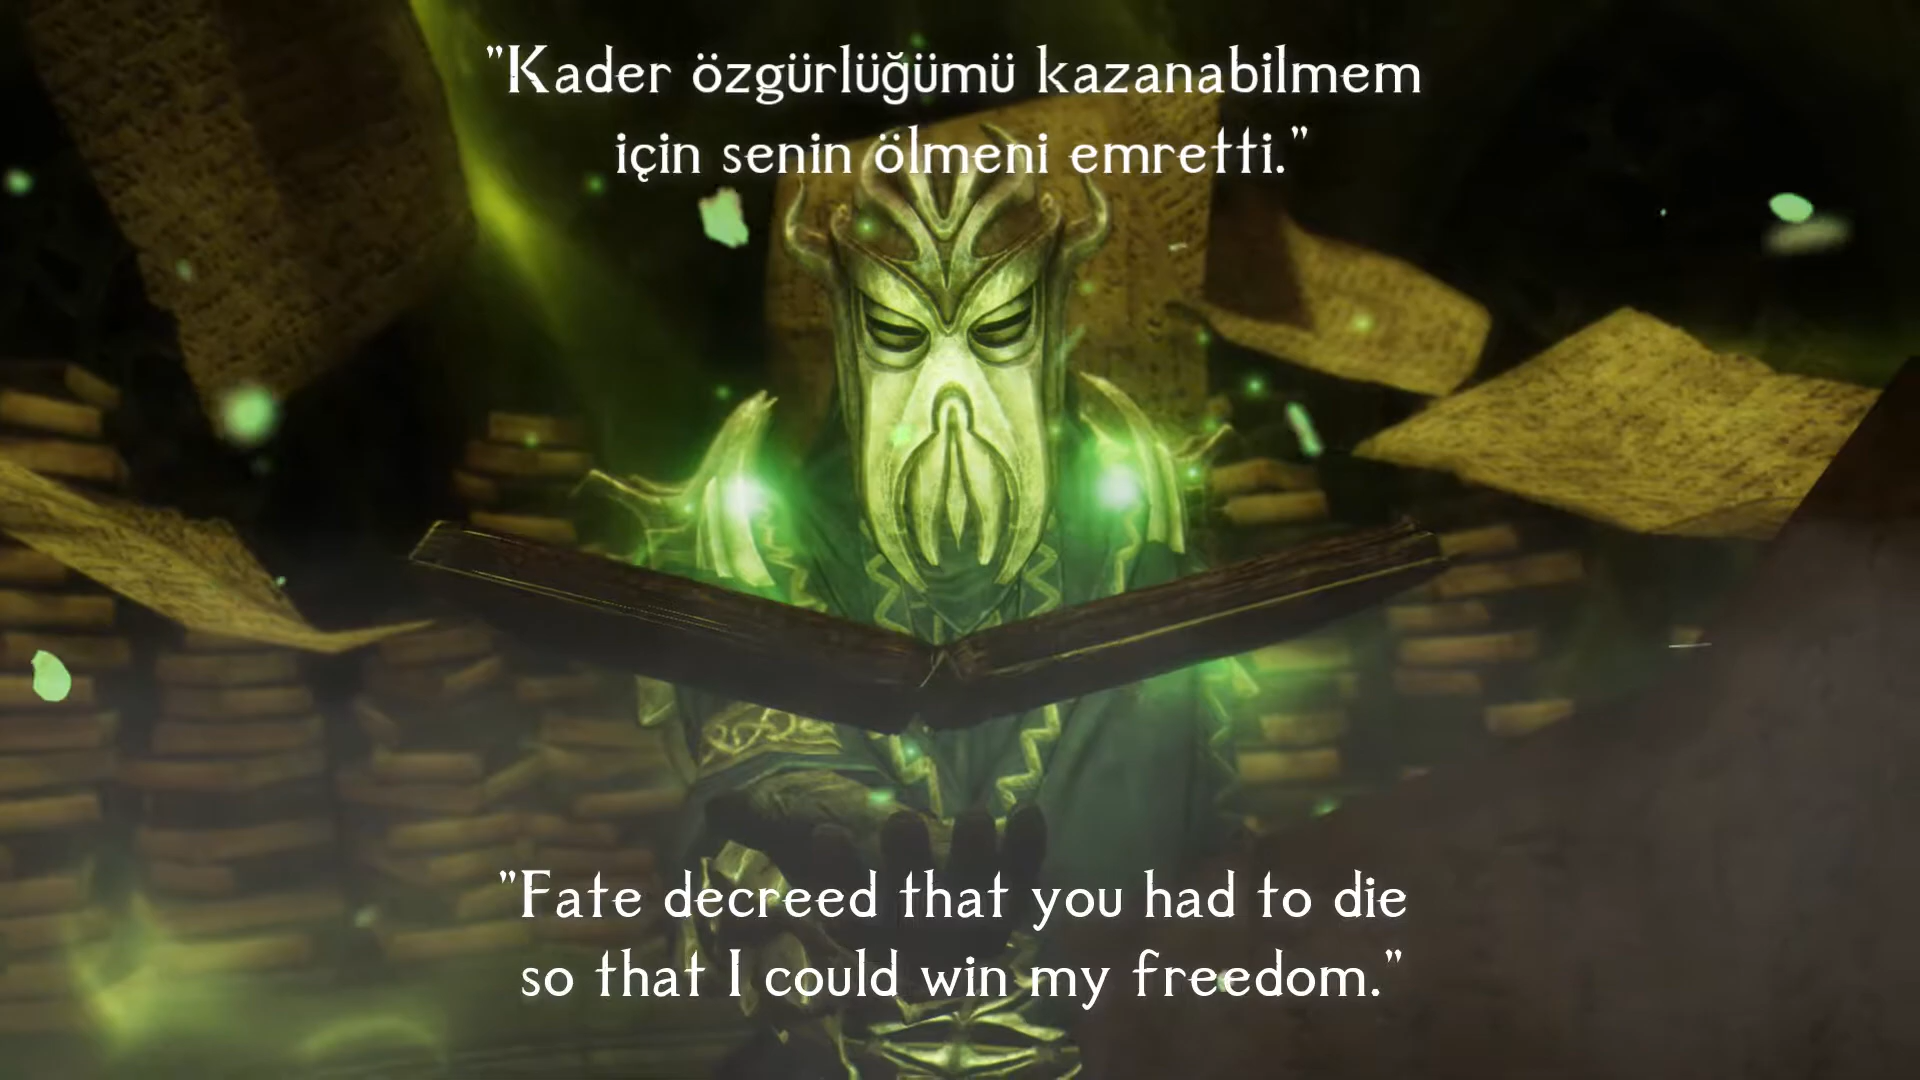 "Kader özgürlüğümü kazanabilmem
için senin ölmeni emretti."
"Fate decreed that you had to die
so that I could win my freedom."